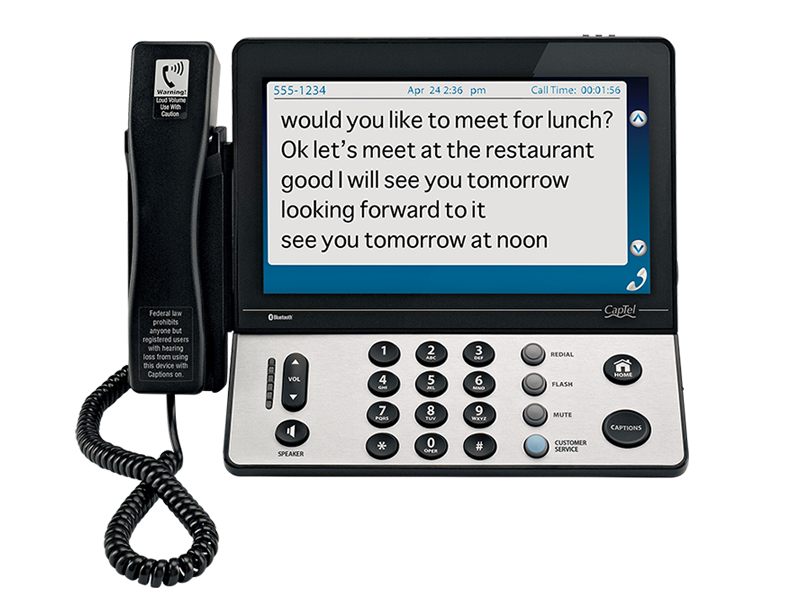 Warning!
Loud Volume
Use With
Caution
555-1234 Apr 24 2:36 pm Call Time: 00:01:56
would you like to meet for lunch?
Ok let's meet at the restaurant
good I will see you tomorrow
looking forward to it
see you tomorrow at noon
Bluetooth
CapTel
Federal law
prohibits
anyone but
registered users
with hearing
loss from using
this device with
Captions on.
VOL
SPEAKER
1 2 ABC 3 DEF
4 GHI 5 JKL 6 MNO
7 PQRS 8 TUV 9 WXYZ
* 0 OPER #
REDIAL
FLASH
MUTE
CUSTOMER
SERVICE
HOME
CAPTIONS